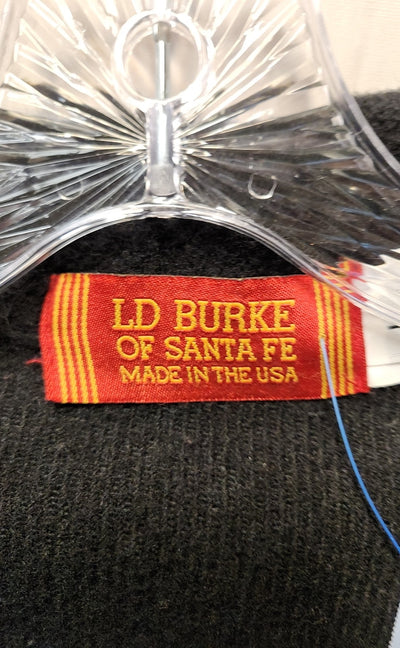 LD BURKE
OF SANTA FE
MADE IN THE USA